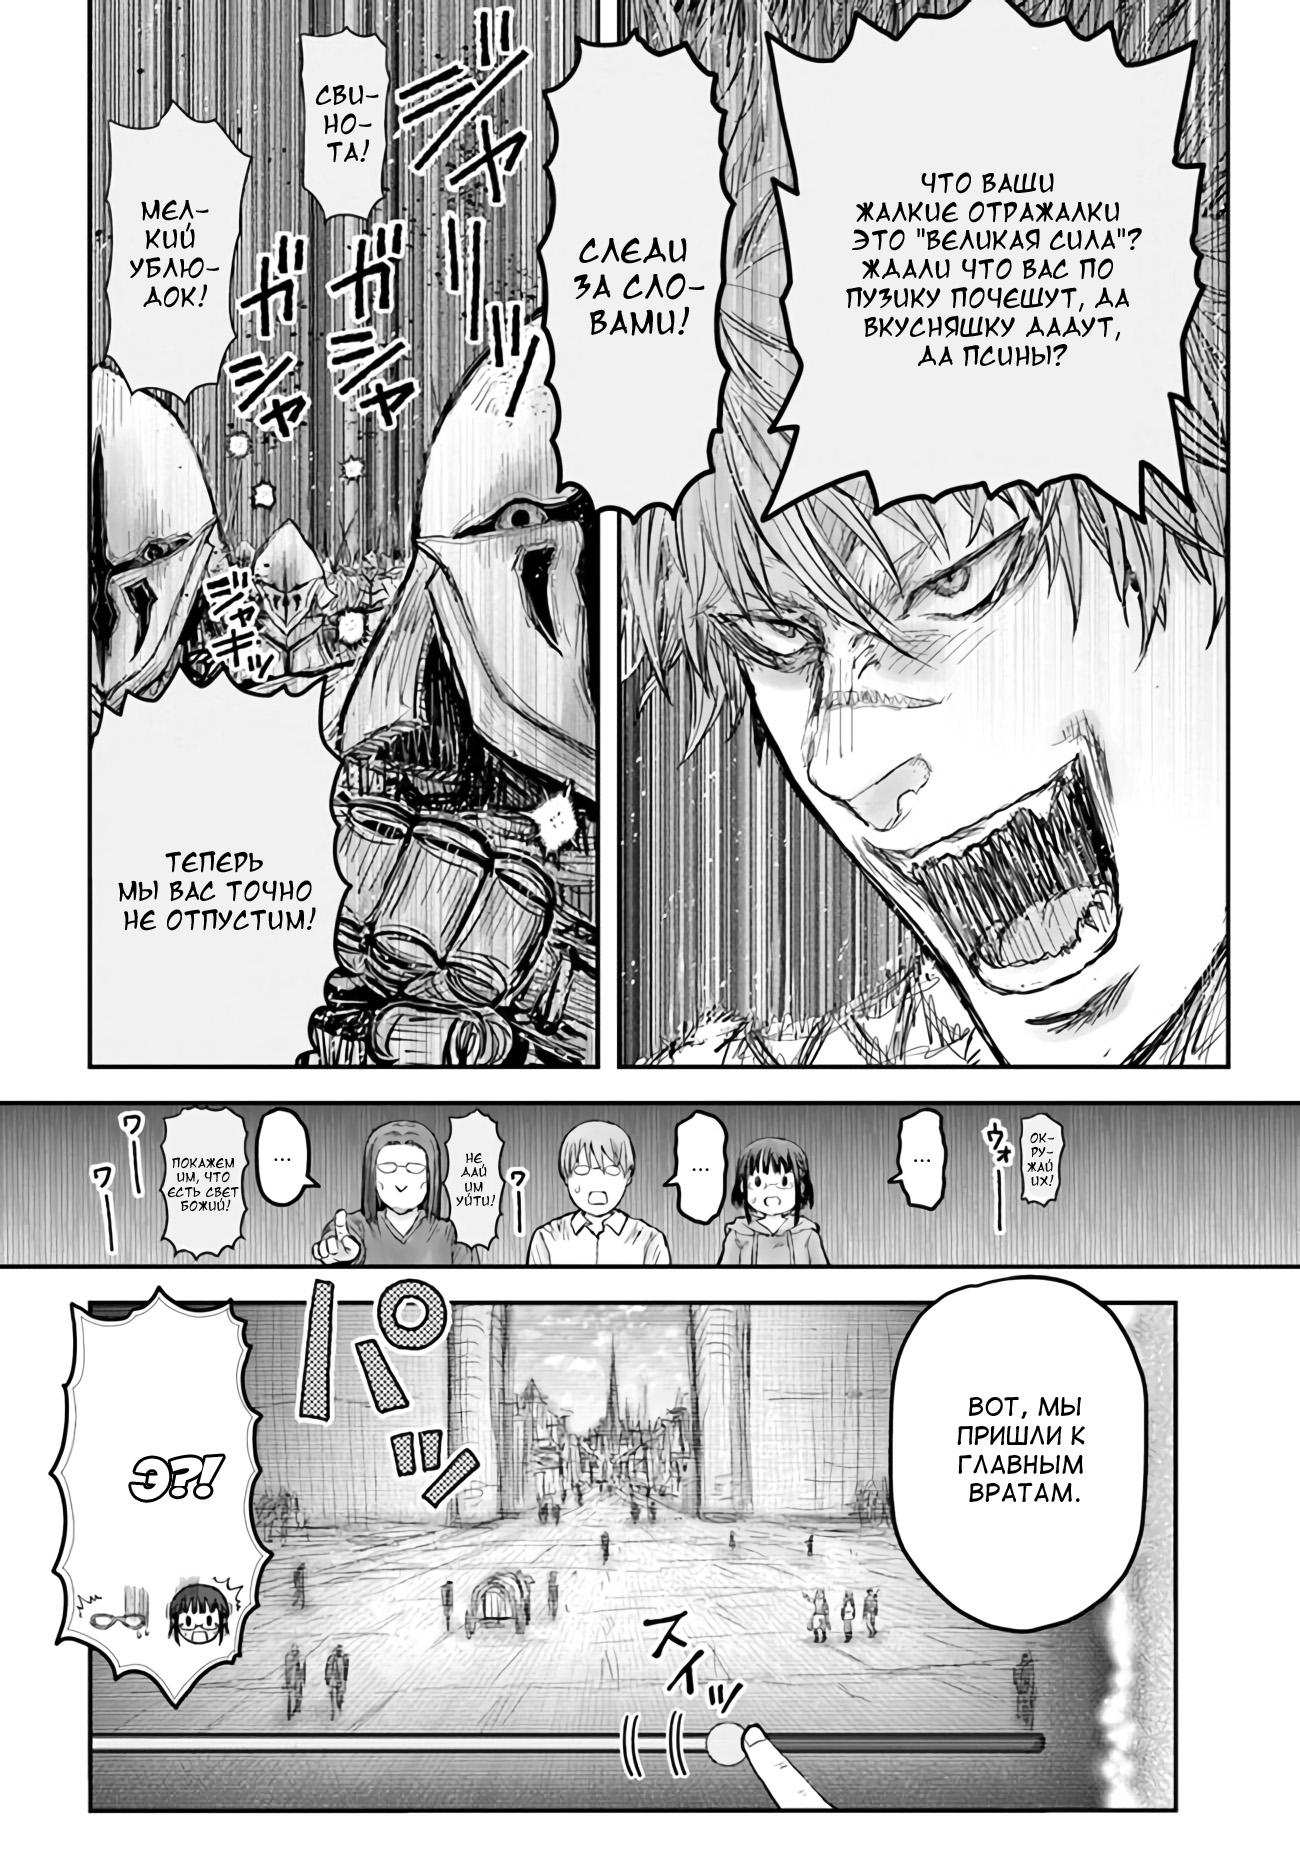 ЧТО ВАШИ
ЖАЛКИЕ ОТРАЖАЛКИ
ЭТО "ВЕЛИКАЯ СИЛА"?
ЖДАЛИ ЧТО ВАС ПО
ПУЗИКУ ПОЧЕШУТ, ДА
ВКУСНЯШКУ ДАДУТ,
ДА ПСИНЫ?
СЛЕДИ
ЗА СЛО-
ВАМИ!
СВИ-
НО-
ТА!
МЕЛ-
КИЙ
УБЛЮ-
ДОК!
ジャ
ガシャ
ガシャ
ジャキッ
ТЕПЕРЬ
МЫ ВАС ТОЧНО
НЕ ОТПУСТИМ!
ОК-
РУ-
ЖАЙ
ИХ!
ウォー
...
...
НЕ
ДАЙ
ИМ
УЙТИ!
ワー
...
ПОКАЖЕМ
ИМ, ЧТО
ЕСТЬ СВЕТ
БОЖИЙ!
ワー
ワー
ВОТ, МЫ
ПРИШЛИ К
ГЛАВНЫМ
ВРАТАМ.
パッ
スイッ
Э?!